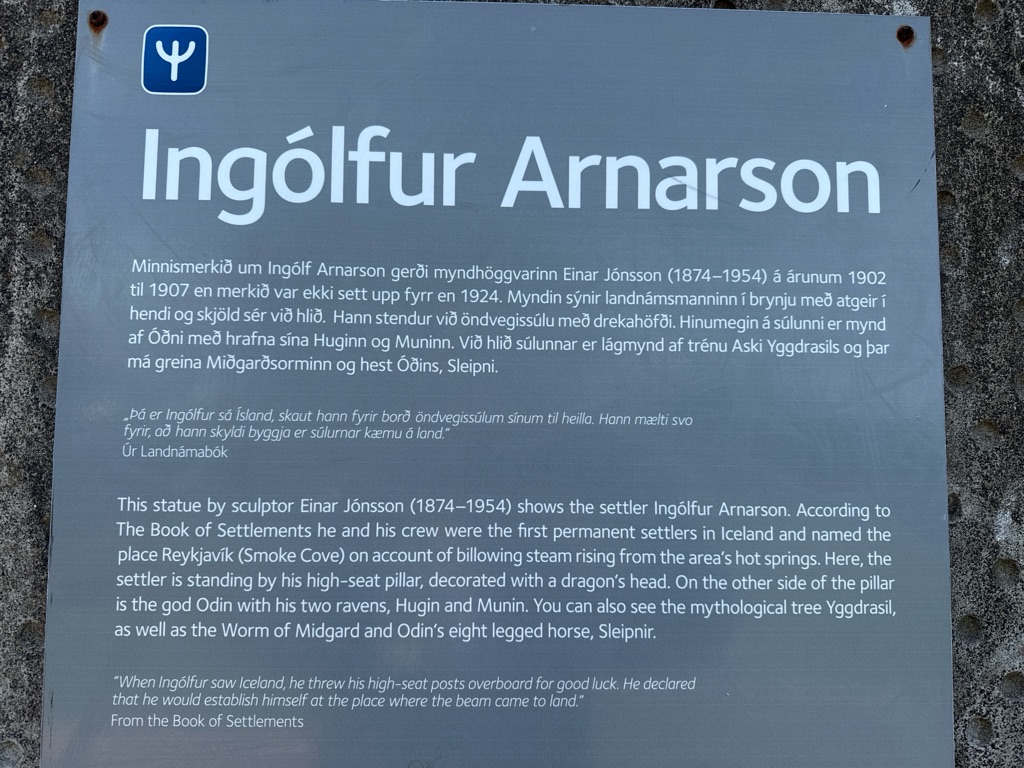 Ingólfur Arnarson
Minnismerkið um Ingólf Arnarson gerði myndhöggvarinn Einar Jónsson (1874–1954) á árunum 1902
til 1907 en merkið var ekki sett upp fyrr en 1924. Myndin sýnir landnámsmanninn í brynju með atgeir í
hendi og skjöld sér við hlið. Hann stendur við öndvegissúlu með drekahöfði. Hinumegin á súlunni er mynd
af Óðni með hrafna sína Huginn og Muninn. Við hlið súlunnar er lágmynd af trénu Aski Yggdrasils og þar
má greina Miðgarðsorminn og hest Óðins, Sleipni.
„Þá er Ingólfur sá Ísland, skaut hann fyrir borð öndvegissúlum sínum til heilla. Hann mælti svo
fyrir, að hann skyldi byggja er súlurnar kæmu á land.”
Úr Landnámabók
This statue by sculptor Einar Jónsson (1874–1954) shows the settler Ingólfur Arnarson. According to
The Book of Settlements he and his crew were the first permanent settlers in Iceland and named the
place Reykjavík (Smoke Cove) on account of billowing steam rising from the area's hot springs. Here, the
settler is standing by his high-seat pillar, decorated with a dragon's head. On the other side of the pillar
is the god Odin with his two ravens, Hugin and Munin. You can also see the mythological tree Yggdrasil,
as well as the Worm of Midgard and Odin's eight legged horse, Sleipnir.
“When Ingólfur saw Iceland, he threw his high-seat posts overboard for good luck. He declared
that he would establish himself at the place where the beam came to land.”
From the Book of Settlements